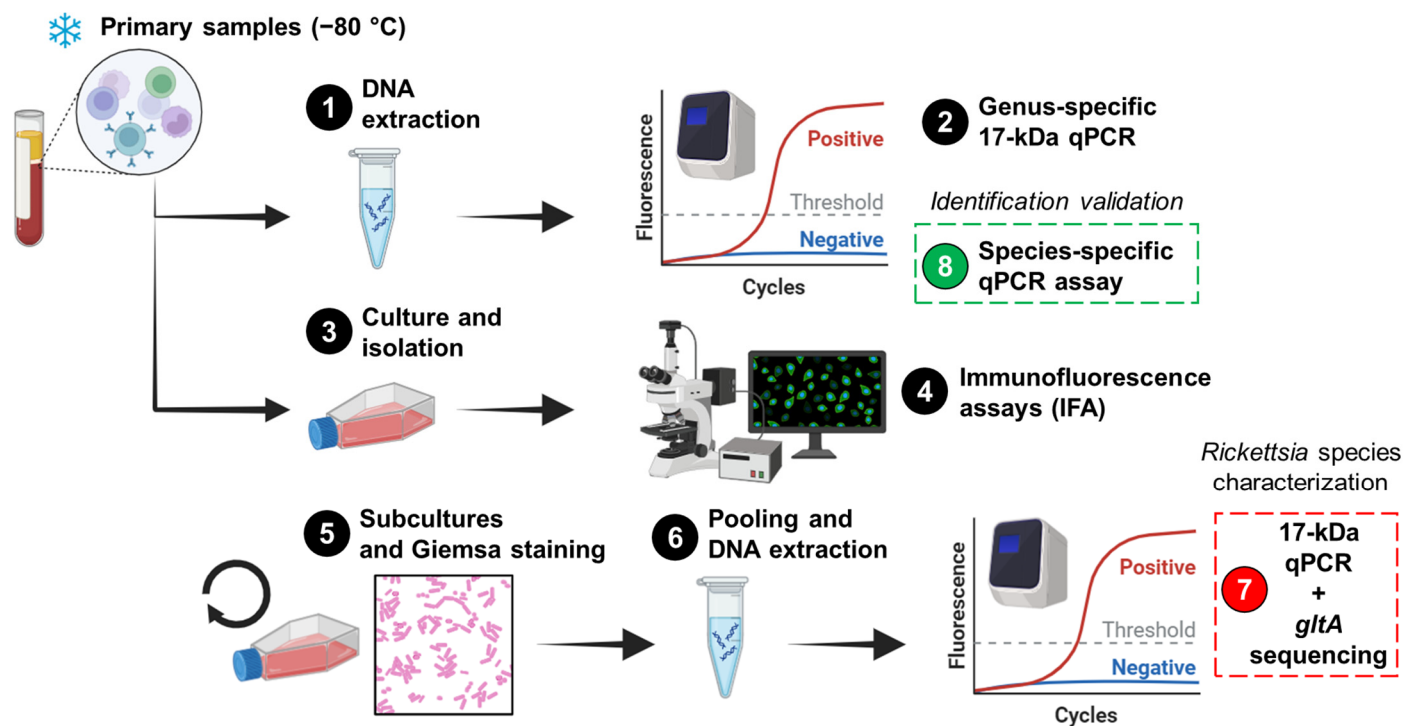 Primary samples (−80 °C)
1
DNA
extraction
Fluorescence
Positive
Threshold
Negative
Cycles
2
Genus-specific
17-kDa qPCR
Identification validation
8
Species-specific
qPCR assay
3
Culture and
isolation
4
Immunofluorescence
assays (IFA)
5
Subcultures
and Giemsa staining
6
Pooling and
DNA extraction
Fluorescence
Positive
Threshold
Negative
Cycles
Rickettsia species
characterization
7
17-kDa
qPCR
+
gltA
sequencing